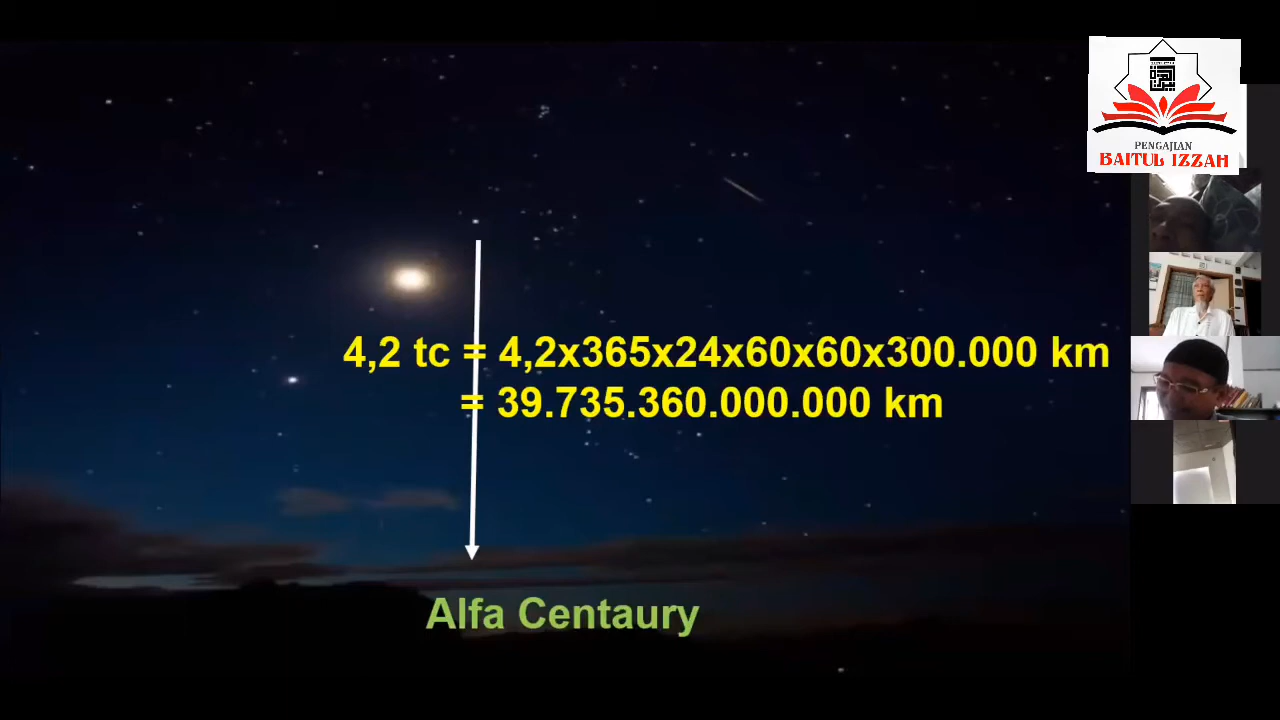 PENGAJIAN
BAITUL IZZAH
4,2 tc = 4,2x365x24x60x60x300.000 km
= 39.735.360.000.000 km
Alfa Centaury